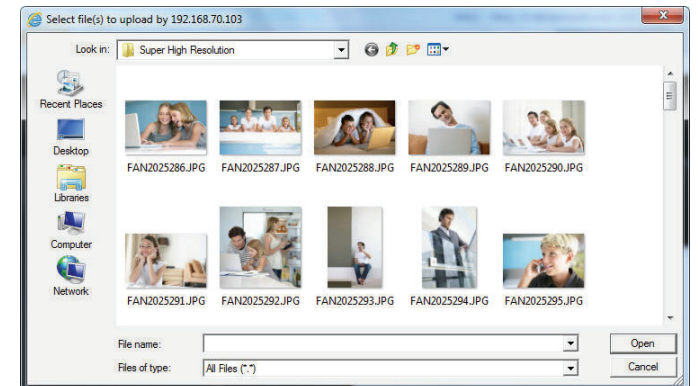 Select file(s) to upload by 192.168.70.103
Look in: Super High Resolution
Recent Places
Desktop
Libraries
Computer
Network
FAN2025286.JPG FAN2025287.JPG FAN2025288.JPG FAN2025289.JPG FAN2025290.JPG
FAN2025291.JPG FAN2025292.JPG FAN2025293.JPG FAN2025294.JPG FAN2025295.JPG
File name: Open
Files of type: All Files (*.*) Cancel